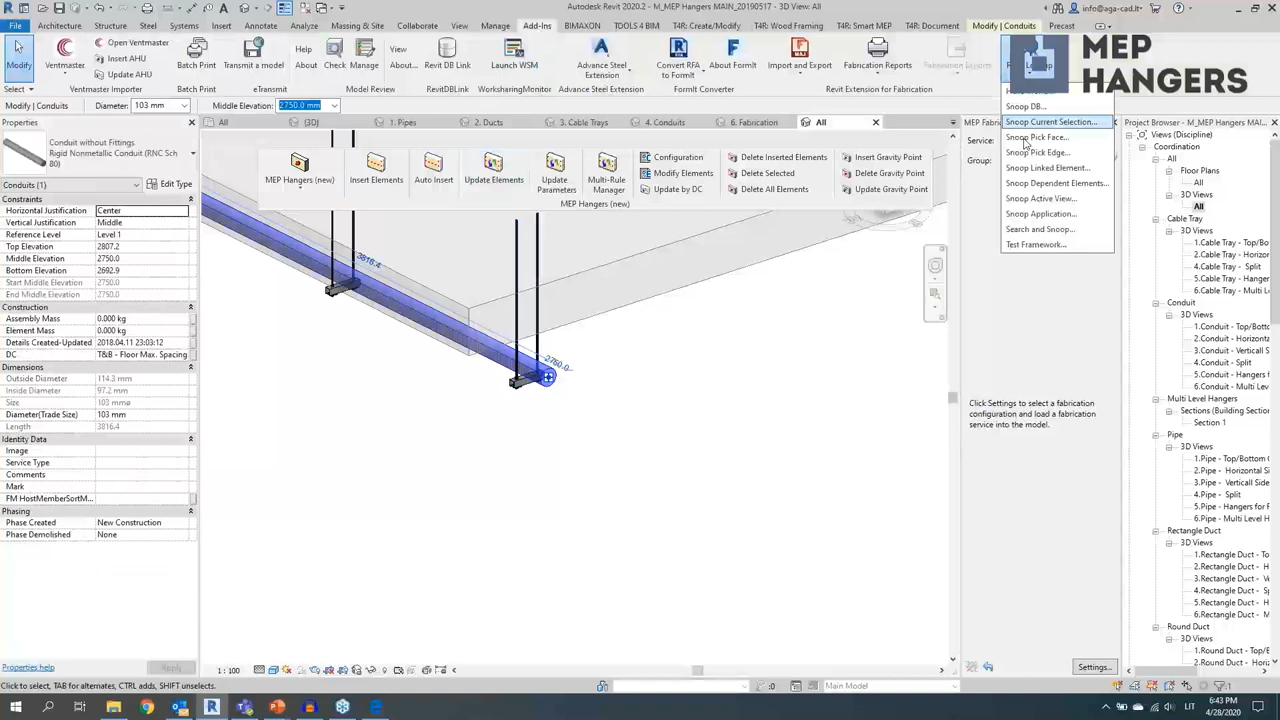 Autodesk Revit 2020.2 - M_MEP Hangers MAIN_20190517 - 3D View: All
info@aga-cad.lt
Architecture Structure Steel Systems Insert Annotate Analyze Massing & Site Collaborate View Manage Add-Ins BIMAXON TOOLS 4 BIM T4R: Create/Modify T4R: Wood Framing T4R: Smart MEP T4R: Document Modify | Conduits Precast
Modify
Ventmaster
Open Ventmaster
Insert AHU
Update AHU
Batch Print
Transmit a model
Help
About
Check
Manage
View
About...
Revit DB Link
Launch WSM
Advance Steel
Extension
Convert RFA
to FormIt
About FormIt
Import and Export
Fabrication Reports
MEP
HANGERS
Select
Ventmaster Importer
Batch Print
eTransmit
Model Review
RevitDBLink
WorksharingMonitor
Advance Steel Extension
FormIt Converter
Revit Extension for Fabrication
Modify | Conduits
Diameter: 103 mm
Middle Elevation: 2750.0 mm
Snoop DB...
Snoop Current Selection...
Snoop Pick Face...
Snoop Pick Edge...
Snoop Linked Element...
Snoop Dependent Elements...
Snoop Active View...
Snoop Application...
Search and Snoop...
Test Framework...
Properties
Conduit without Fittings
Rigid Nonmetallic Conduit (RNC Sch
80)
Conduits (1)
Edit Type
Constraints
Horizontal Justification Center
Vertical Justification Middle
Reference Level Level 1
Top Elevation 2807.2
Middle Elevation 2750.0
Bottom Elevation 2692.9
Start Middle Elevation 2750.0
End Middle Elevation 2750.0
Construction
Assembly Mass 0.000 kg
Element Mass 0.000 kg
Details Created-Updated 2018.04.11 23:03:12
DC T&B - Floor Max. Spacing
Dimensions
Outside Diameter 114.3 mm
Inside Diameter 97.2 mm
Size 103 mmø
Diameter(Trade Size) 103 mm
Length 3816.4
Identity Data
Image
Service Type
Comments
Mark
FM HostMemberSortM...
Phasing
Phase Created New Construction
Phase Demolished None
Properties help
Apply
All {3D} 1. Pipes 2. Ducts 4. Conduits 6. Fabrication All
MEP Hangers (new)
Insert Elements
Auto Insert
Update Elements
Update
Parameters
Multi-Rule
Manager
Configuration
Modify Elements
Update by DC
Delete Inserted Elements
Delete Selected
Delete All Elements
Insert Gravity Point
Delete Gravity Point
Update Gravity Point
MEP Hangers (new)
3816.4
2750.0
MEP Fabri
Service:
Group:
Click Settings to select a fabrication
configuration and load a fabrication
service into the model.
Settings...
Project Browser - M_MEP Hangers MAI...
Views (Discipline)
Coordination
All
Floor Plans
All
3D Views
All
Cable Tray
3D Views
1.Cable Tray - Top/Bo
2.Cable Tray - Horizor
3.Cable Tray - Vertical
4.Cable Tray - Split
5.Cable Tray - Hanger
6.Cable Tray - Multi L
Conduit
3D Views
1.Conduit - Top/Botto
2.Conduit - Horizonta
3.Conduit - Verticall S
4.Conduit - Split
5.Conduit - Hangers f
6.Conduit - Multi Leve
Multi Level Hangers
Sections (Building Section
Section 1
Pipe
3D Views
1.Pipe - Top/Bottom
2.Pipe - Horizontal Si
3.Pipe - Verticall Side
4.Pipe - Split
5.Pipe - Hangers for F
6.Pipe - Multi Level H
Rectangle Duct
3D Views
1.Rectangle Duct - To
2.Rectangle Duct - H
3.Rectangle Duct - V
4.Rectangle Duct - Sp
5.Rectangle Duct - H
6.Rectangle Duct - M
Round Duct
3D Views
1.Round Duct - Top/
2.Round Duct - Horiz
1 : 100
Click to select, TAB for alternates, CTRL adds, SHIFT unselects.
:0
Main Model
:1
LIT
6:43 PM
4/28/2020